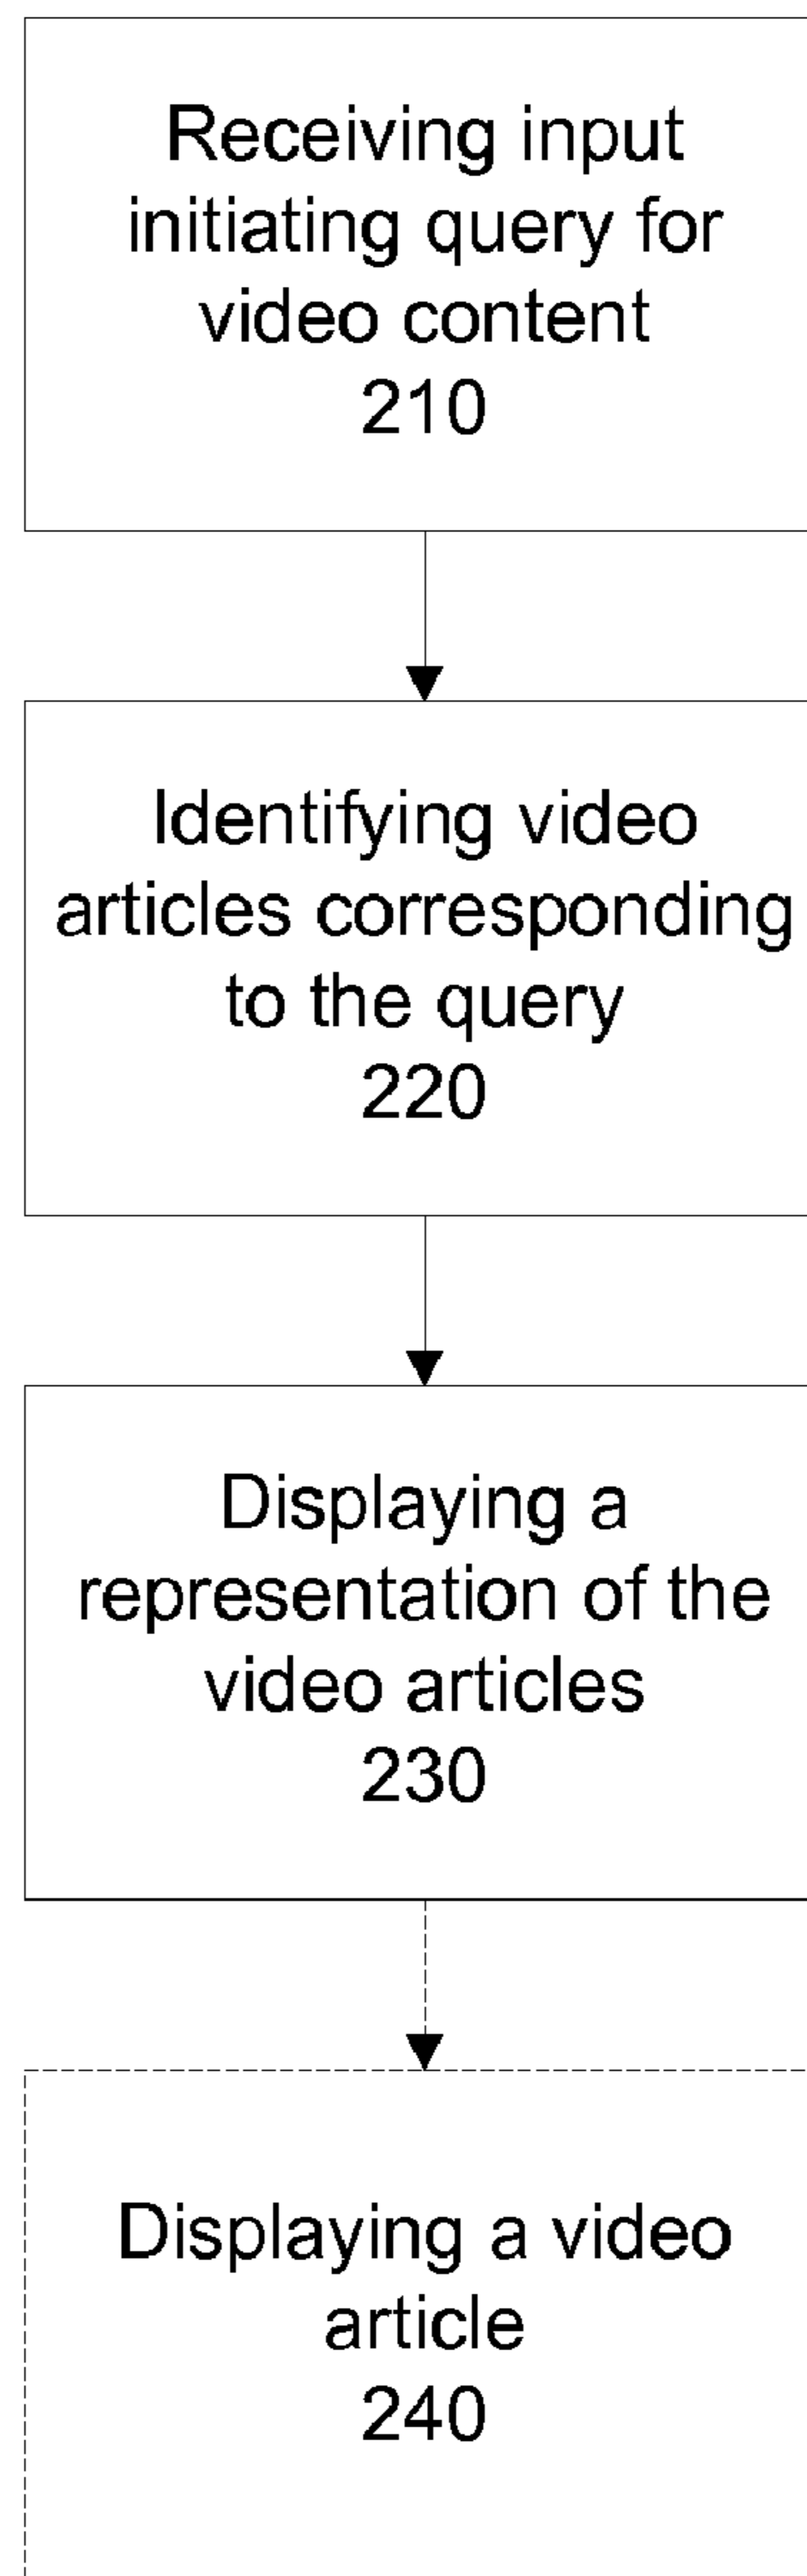 Receiving input
initiating query for
video content
210
Identifying video
articles corresponding
to the query
220
Displaying a
representation of the
video articles
230
Displaying a video
article
240